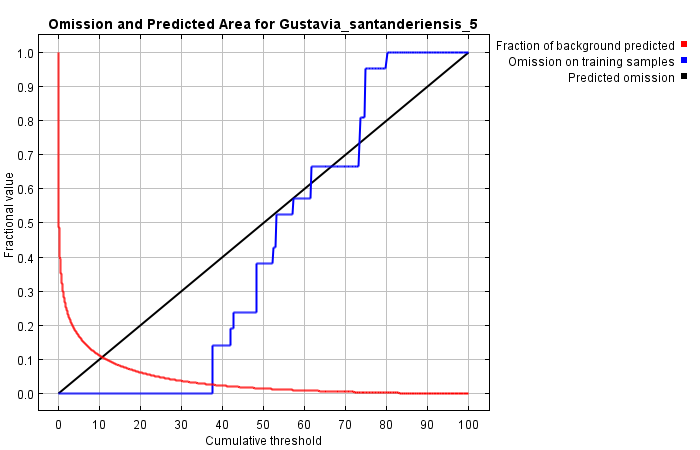 Omission and Predicted Area for Gustavia_santanderiensis_5
Fraction of background predicted
Omission on training samples
Predicted omission
Fractional value
1.0
0.9
0.8
0.7
0.6
0.5
0.4
0.3
0.2
0.1
0.0
0 10 20 30 40 50 60 70 80 90 100
Cumulative threshold